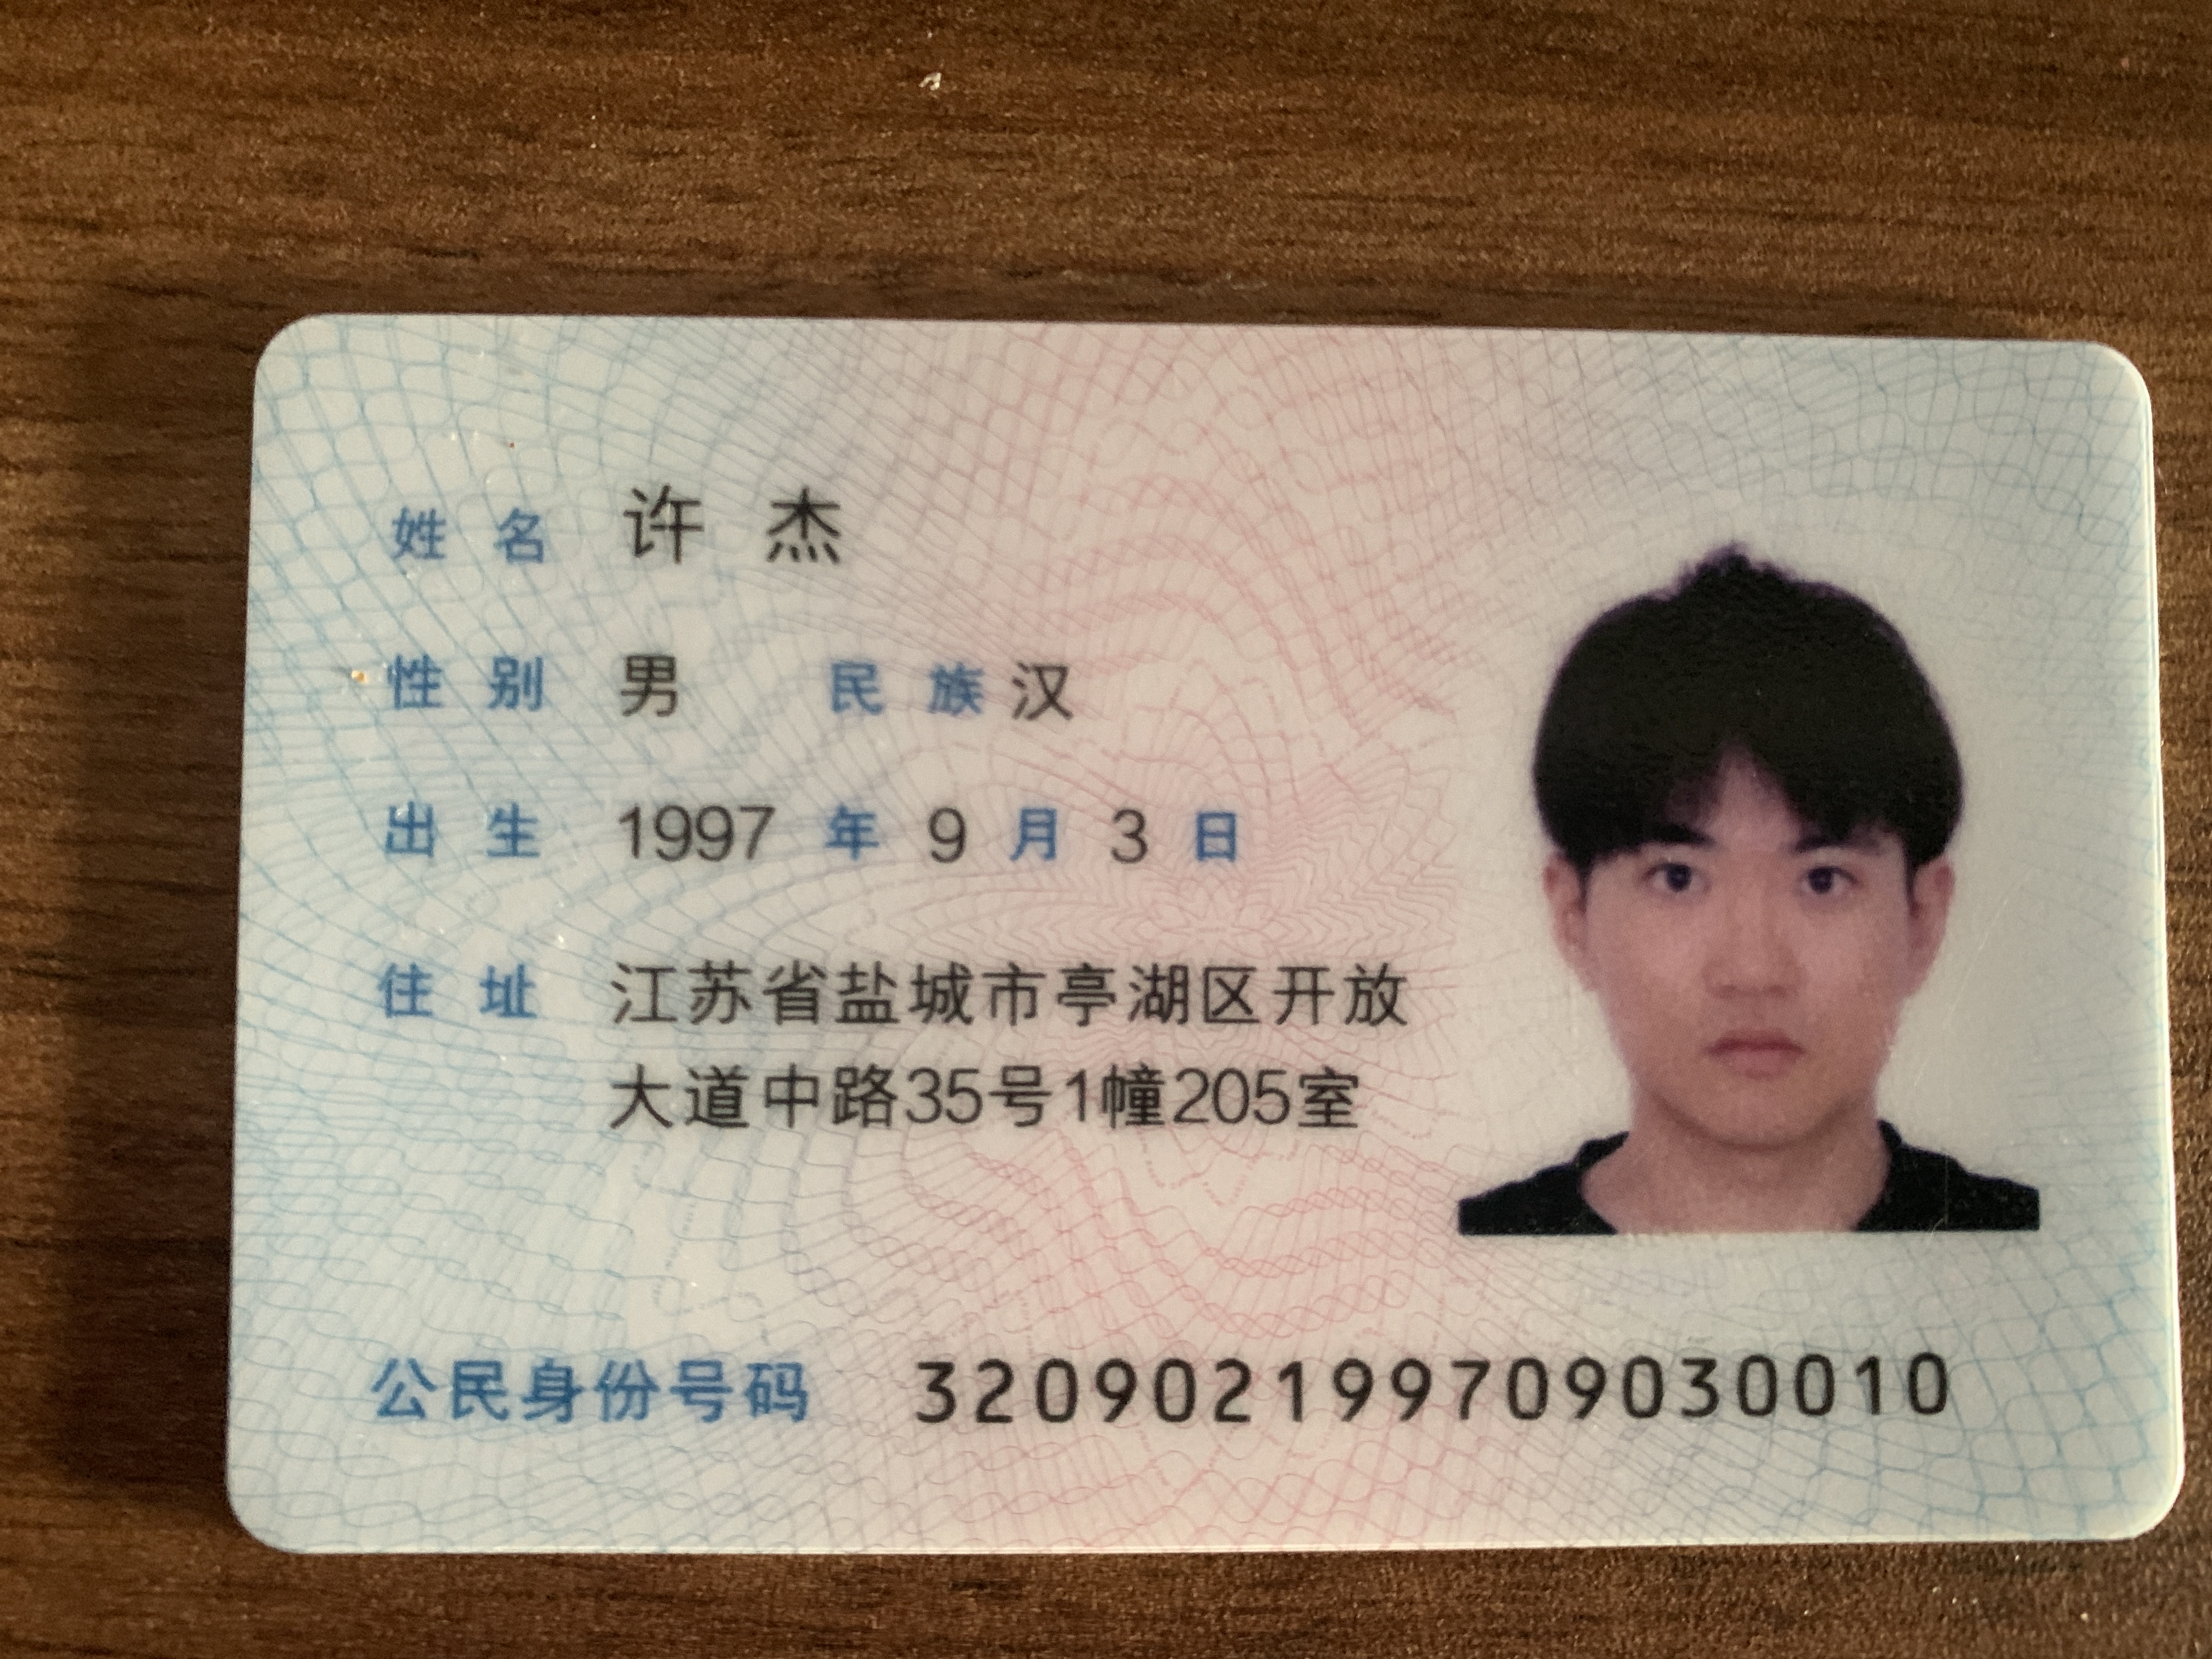 姓名 许杰
性别 男 民族 汉
出生 1997 年 9 月 3 日
住址 江苏省盐城市亭湖区开放
大道中路35号1幢205室
公民身份号码 320902199709030010